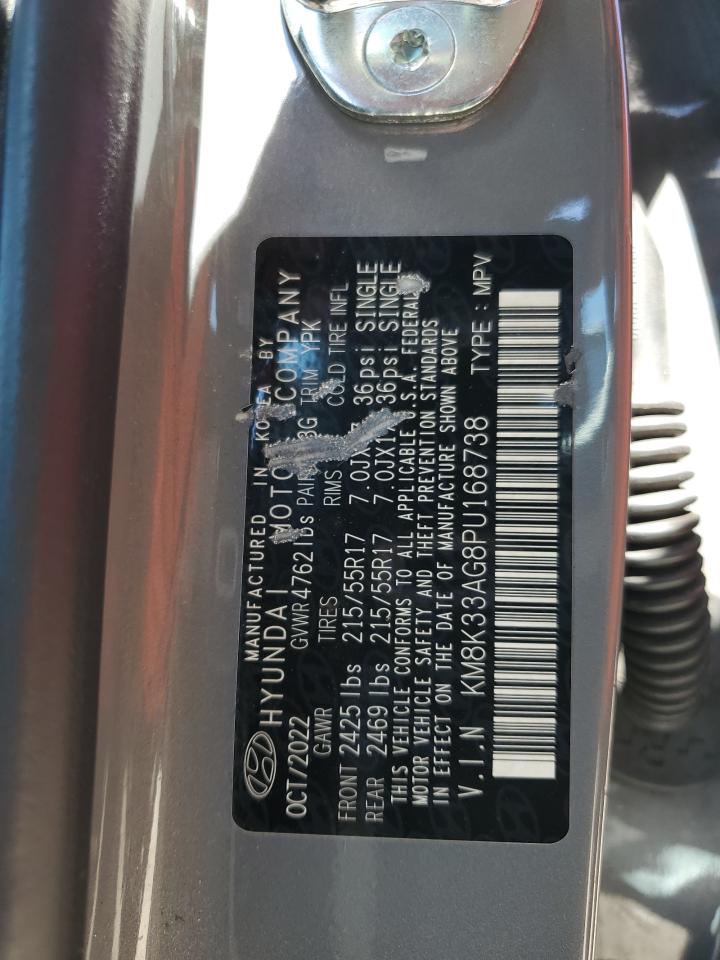 MANUFACTURED IN KOREA BY
HYUNDAI MOTOR COMPANY
OCT/2022 GVWR 4762 lbs PAINT 3G TRIM YPK
GAWR TIRES RIMS COLD TIRE INFL
FRONT 2425 lbs 215/55R17 7.0JX17 36psi SINGLE
REAR 2469 lbs 215/55R17 7.0JX17 36psi SINGLE
THIS VEHICLE CONFORMS TO ALL APPLICABLE U.S.A. FEDERAL
MOTOR VEHICLE SAFETY AND THEFT PREVENTION STANDARDS
IN EFFECT ON THE DATE OF MANUFACTURE SHOWN ABOVE
V.I.N KM8K33AG8PU168738 TYPE : MPV